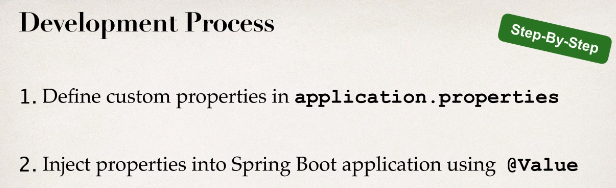 Development Process
Step-By-Step
1. Define custom properties in application.properties
2. Inject properties into Spring Boot application using @Value